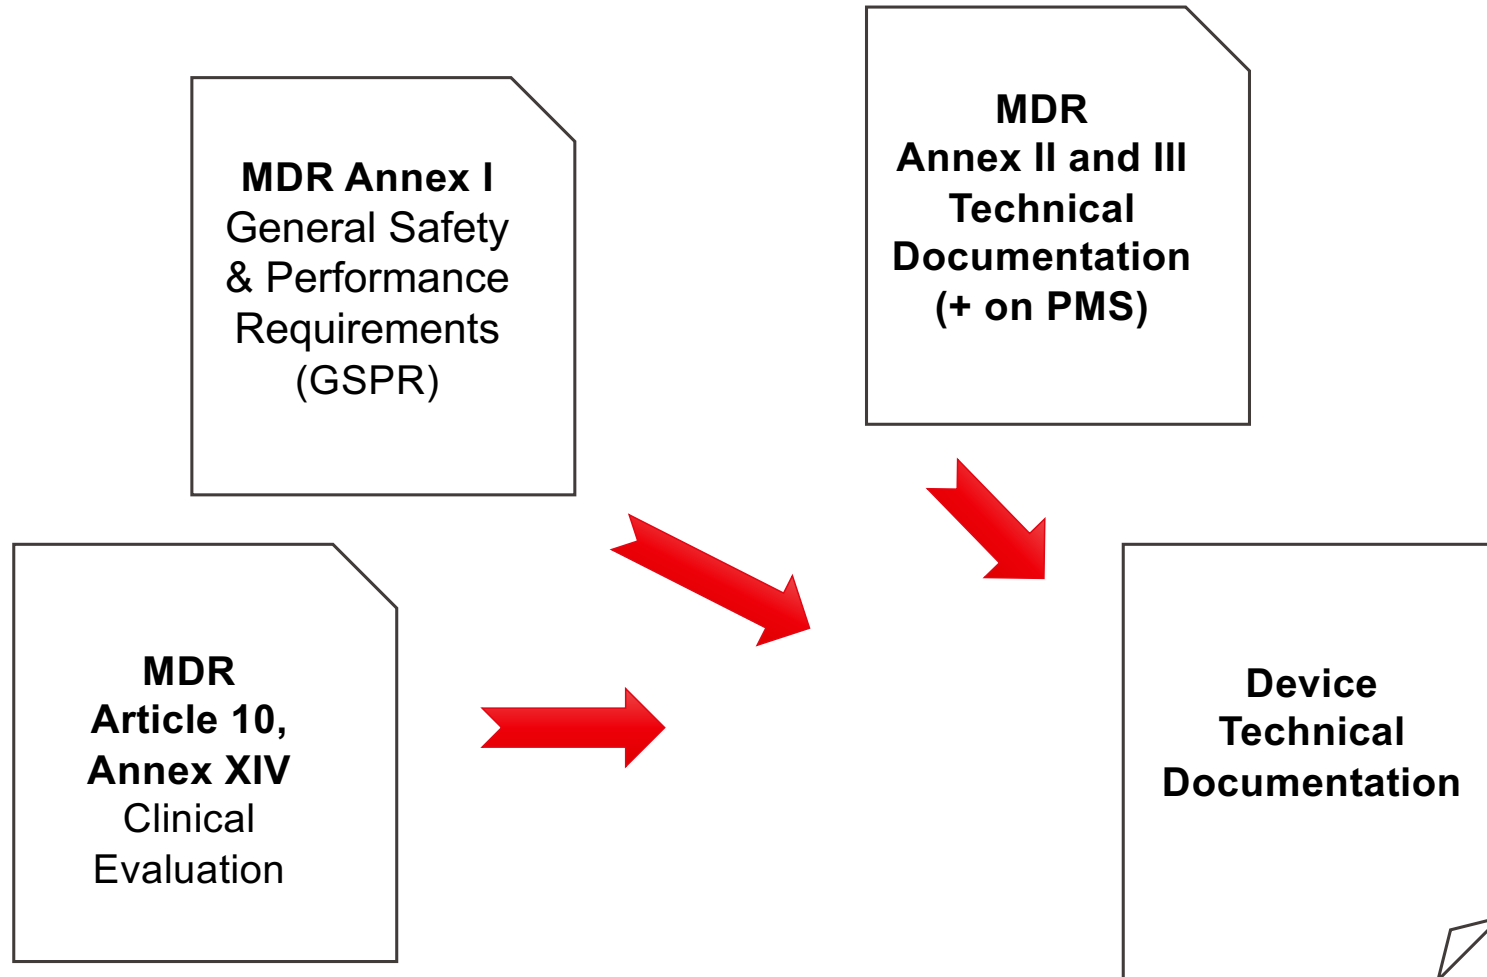 MDR Annex I
General Safety
& Performance
Requirements
(GSPR)
MDR
Annex II and III
Technical
Documentation
(+ on PMS)
MDR
Article 10,
Annex XIV
Clinical
Evaluation
Device
Technical
Documentation